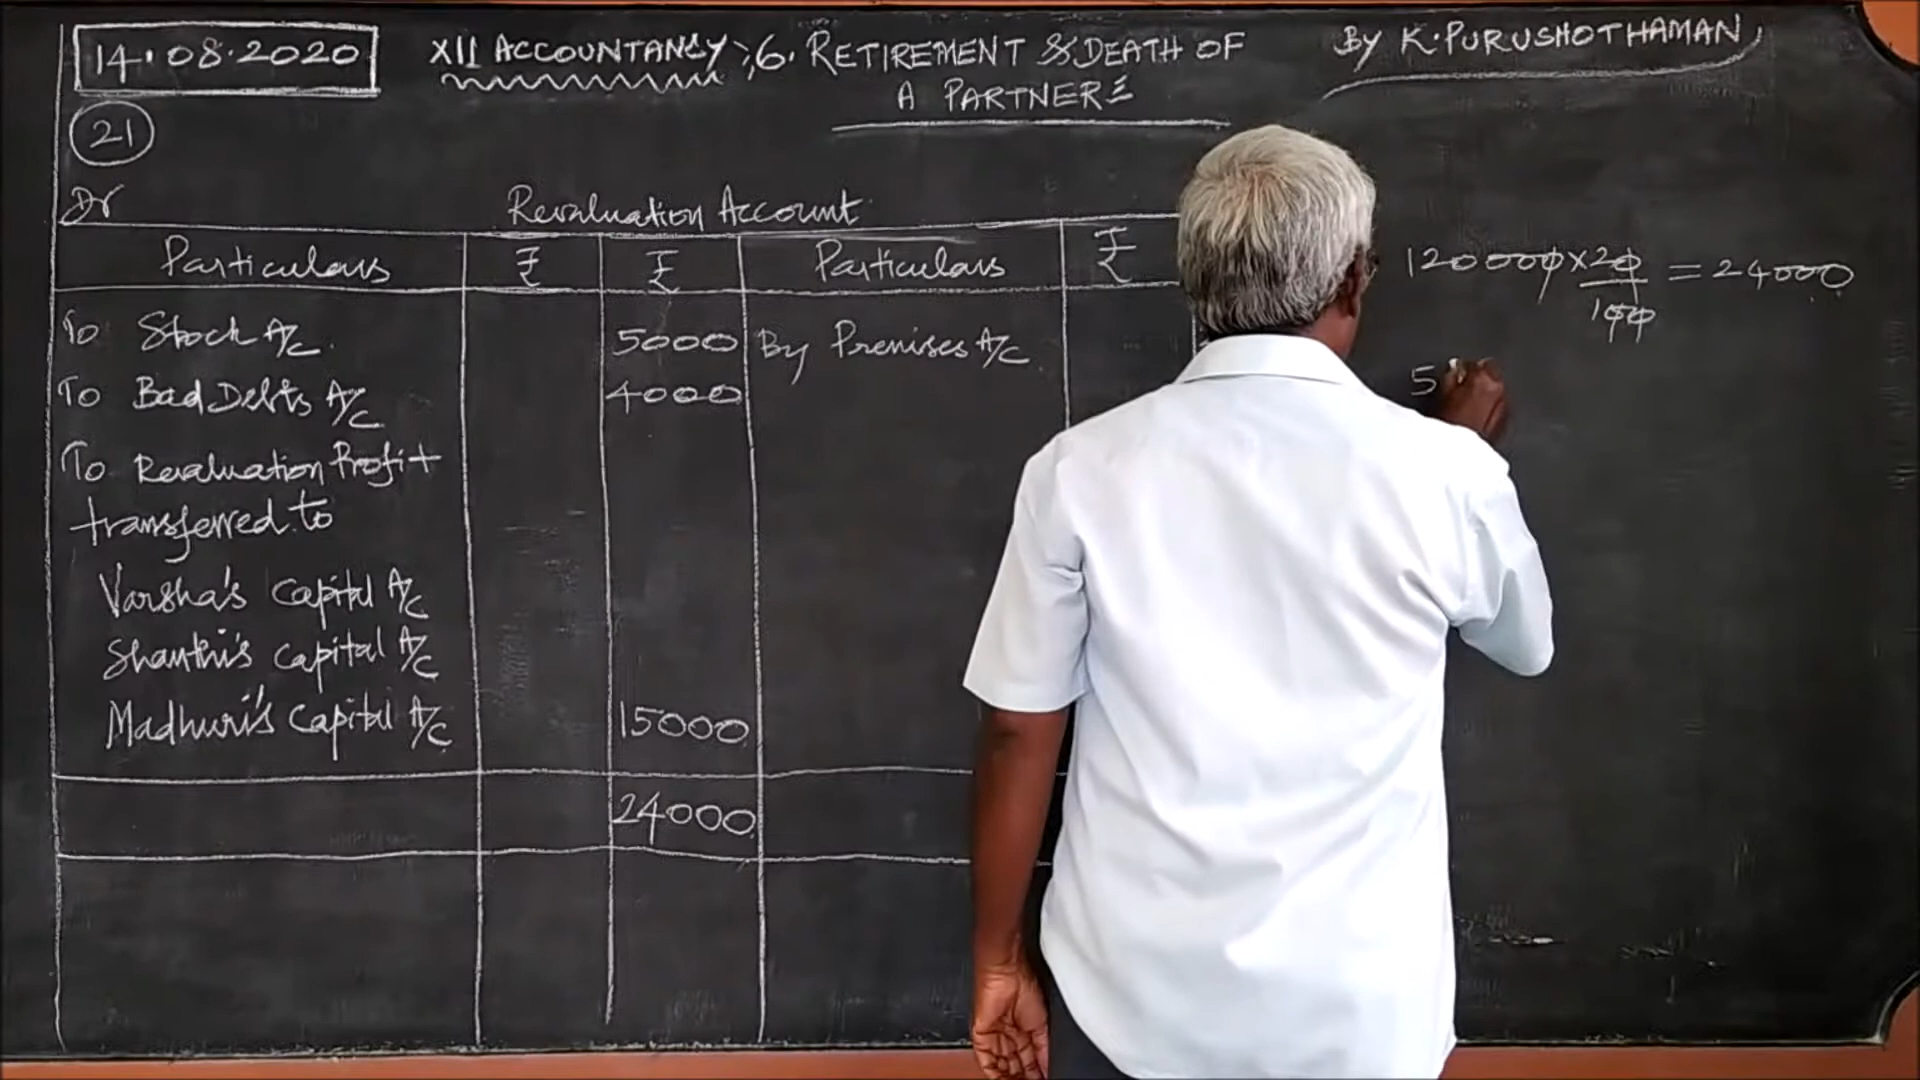 14.08.2020
XII ACCOUNTANCY ; 6. RETIREMENT & DEATH OF
A PARTNER
BY K. PURUSHOTHAMAN
21
Dr
Revaluation Account
Particulars ₹ ₹ Particulars ₹
To Stock A/c 5000 By Premises A/c
To Bad Debts A/c 4000
To Revaluation Profit
transferred to
Varsha's Capital A/c
Shanthi's Capital A/c
Madhuri's Capital A/c 15000
24000
120000 x 20 = 24000
100
5